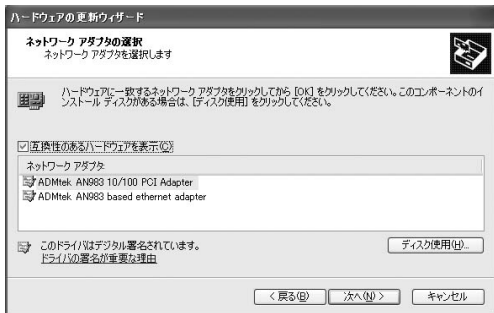 ハードウェアの更新ウィザード
ネットワーク アダプタの選択
ネットワーク アダプタを選択します
ハードウェアに一致するネットワーク アダプタをクリックしてから [OK] をクリックしてください。このコンポーネントのイ
ンストール ディスクがある場合は、[ディスク使用] をクリックしてください。
互換性のあるハードウェアを表示(C)
ネットワーク アダプタ
ADMtek AN983 10/100 PCI Adapter
ADMtek AN983 based ethernet adapter
このドライバはデジタル署名されています。
ドライバの署名が重要な理由
ディスク使用(H)...
< 戻る(B)
次へ(N) >
キャンセル